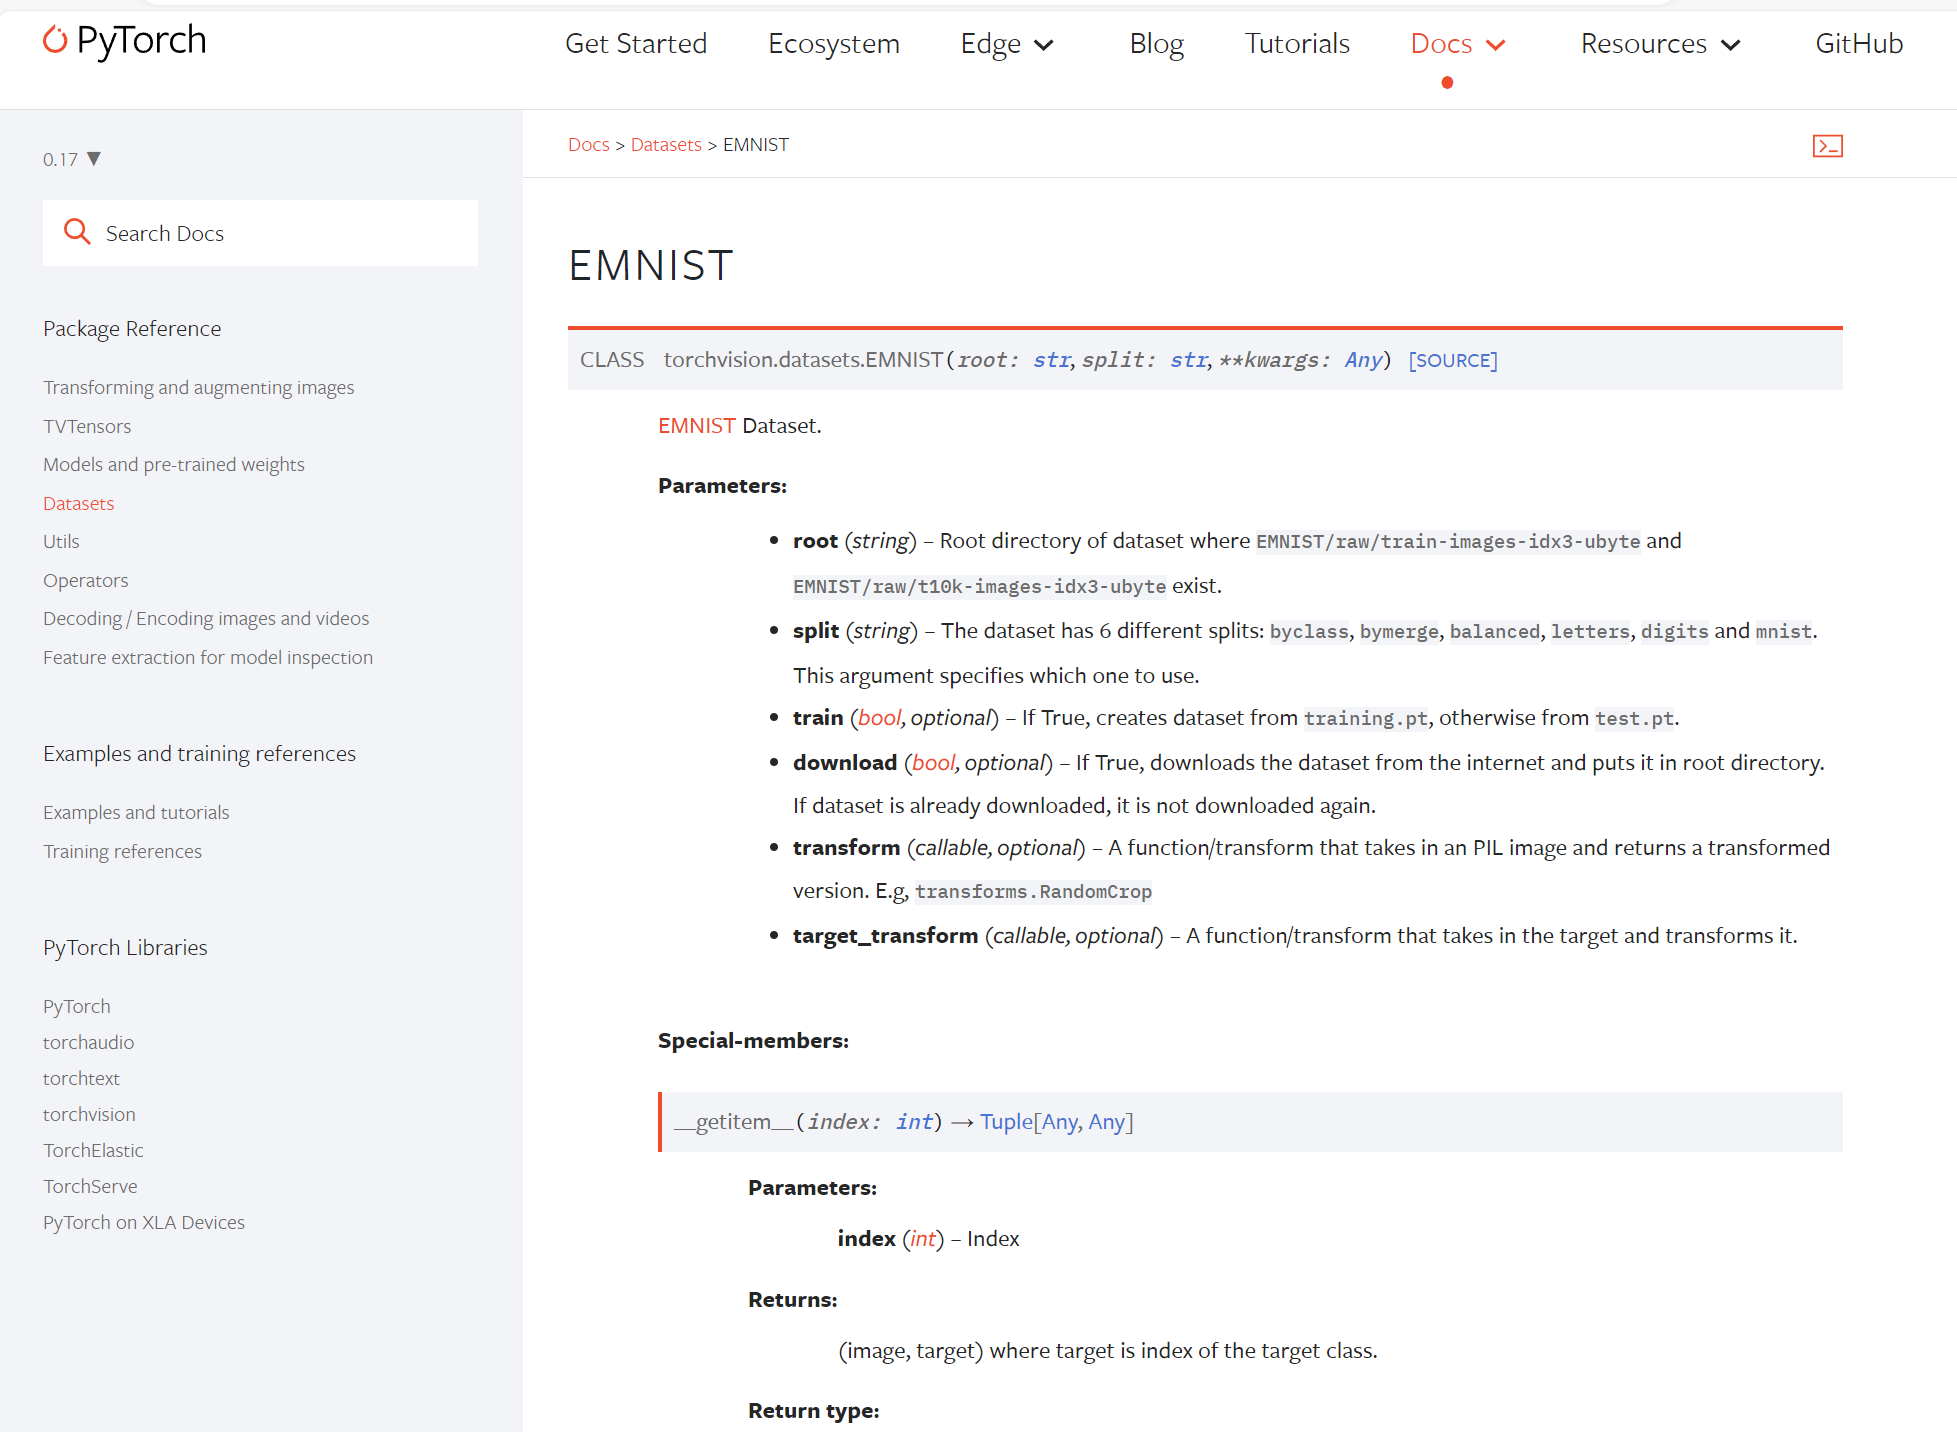 PyTorch
Get Started
Ecosystem
Edge
Blog
Tutorials
Docs
Resources
GitHub
0.17 ▼
Search Docs
Package Reference
Transforming and augmenting images
TVTensors
Models and pre-trained weights
Datasets
Utils
Operators
Decoding / Encoding images and videos
Feature extraction for model inspection
Examples and training references
Examples and tutorials
Training references
PyTorch Libraries
PyTorch
torchaudio
torchtext
torchvision
TorchElastic
TorchServe
PyTorch on XLA Devices
Docs > Datasets > EMNIST
EMNIST
CLASS torchvision.datasets.EMNIST(root: str, split: str, **kwargs: Any) [SOURCE]
EMNIST Dataset.
Parameters:
• root (string) – Root directory of dataset where EMNIST/raw/train-images-idx3-ubyte and
EMNIST/raw/t10k-images-idx3-ubyte exist.
• split (string) – The dataset has 6 different splits: byclass, bymerge, balanced, letters, digits and mnist.
This argument specifies which one to use.
• train (bool, optional) – If True, creates dataset from training.pt, otherwise from test.pt.
• download (bool, optional) – If True, downloads the dataset from the internet and puts it in root directory.
If dataset is already downloaded, it is not downloaded again.
• transform (callable, optional) – A function/transform that takes in an PIL image and returns a transformed
version. E.g, transforms.RandomCrop
• target_transform (callable, optional) – A function/transform that takes in the target and transforms it.
Special-members:
__getitem__(index: int) → Tuple[Any, Any]
Parameters:
index (int) – Index
Returns:
(image, target) where target is index of the target class.
Return type: